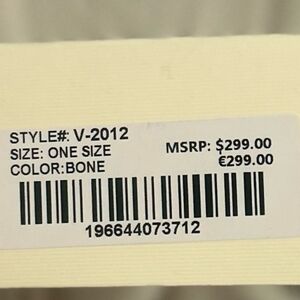 STYLE#: V-2012
SIZE: ONE SIZE
COLOR:BONE
MSRP: $299.00
€299.00
196644073712